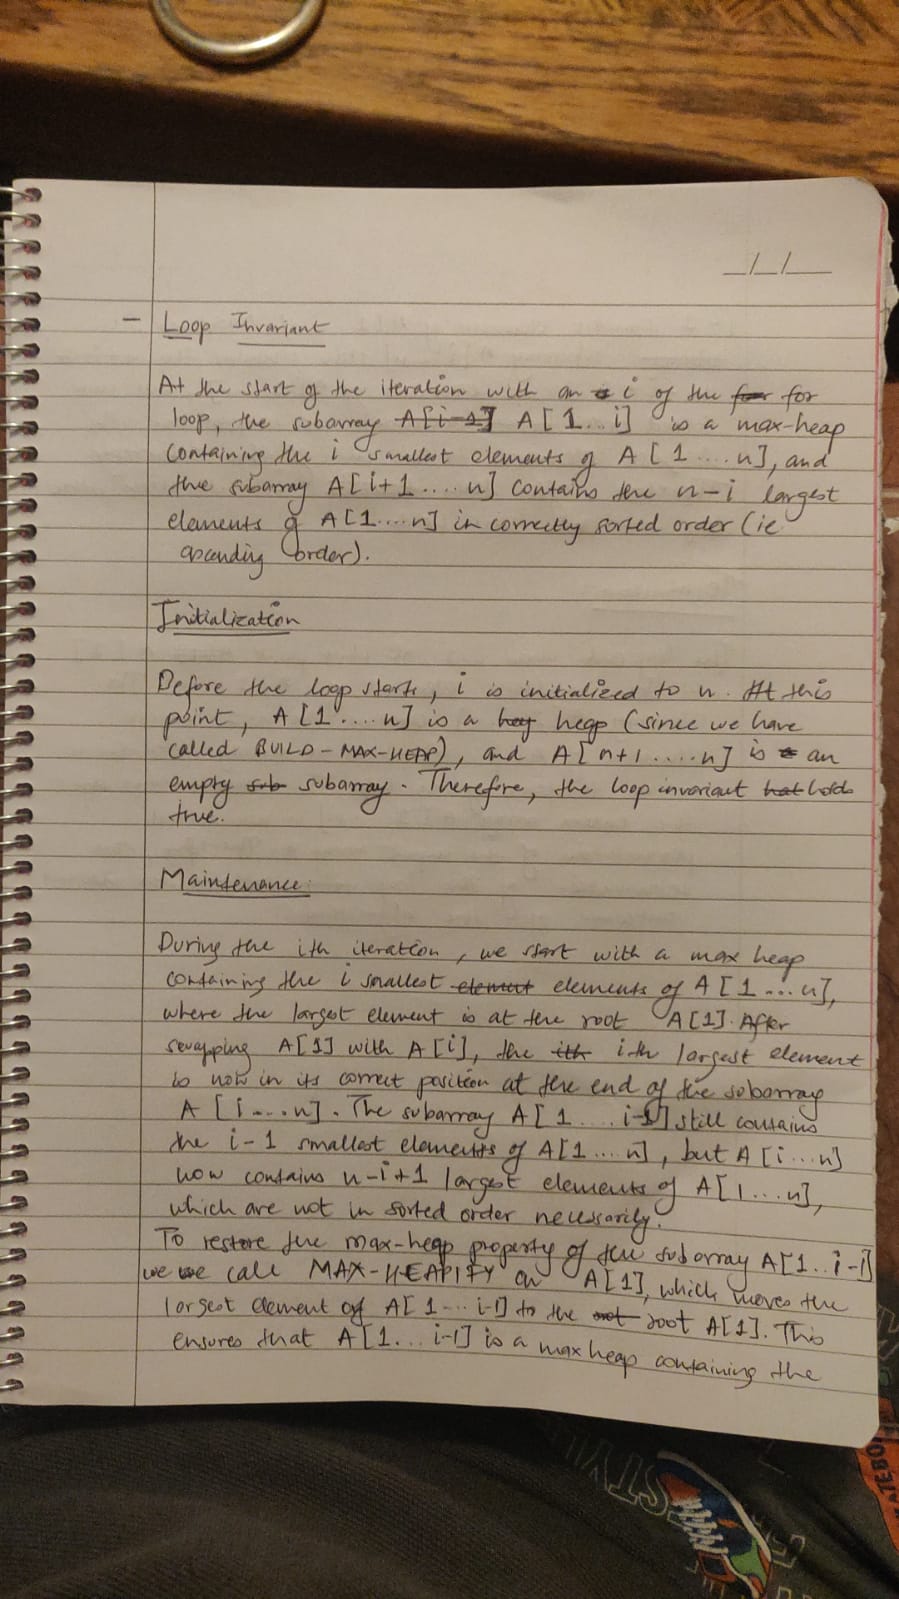 _/_/__
- Loop Invariant
At the start of the iteration with an i of the for
loop, the subarray A[i-1] A[1...i] is a max-heap
containing the i smallest elements of A[1....n], and
the subarray A[i+1....n] contains the n-i largest
elements of A[1....n] in correctly sorted order (ie
ascending order).
Initialization
Before the loop starts, i is initialized to n. At this
point, A[1....n] is a heap (since we have
called BUILD-MAX-HEAP), and A[n+1....n] is an
empty sub subarray. Therefore, the loop invariant holds
true.
Maintenance:
During the ith iteration, we start with a max heap
containing the i smallest element elements of A[1...n],
where the largest element is at the root A[1]. After
swapping A[1] with A[i], the ith ith largest element
is now in its correct position at the end of the subarray
A[1....n]. The subarray A[1....i-1] still contains
the i-1 smallest elements of A[1....n], but A[i...n]
now contains n-i+1 largest elements of A[1...n],
which are not in sorted order necessarily.
To restore the max-heap property of the subarray A[1..i-1]
we we call MAX-HEAPIFY on A[1], which moves the
largest element of A[1...i-1] to the root A[1]. This
ensures that A[1...i-1] is a max heap containing the
ATEBO